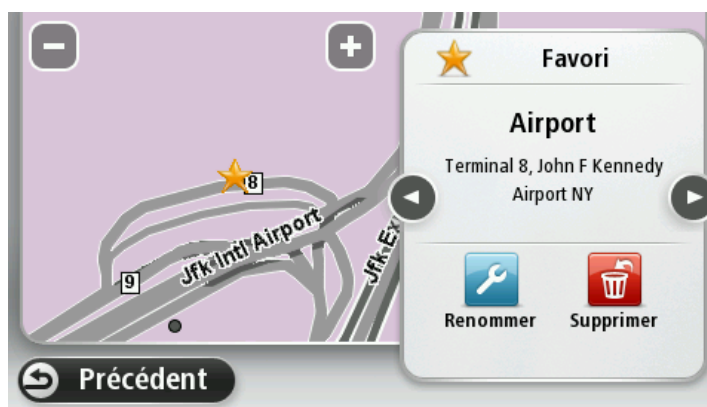 Favori
Airport
Terminal 8, John F Kennedy
Airport NY
Renommer
Supprimer
8
Jfk Intl Airport
Jfk Ex
9
Précédent